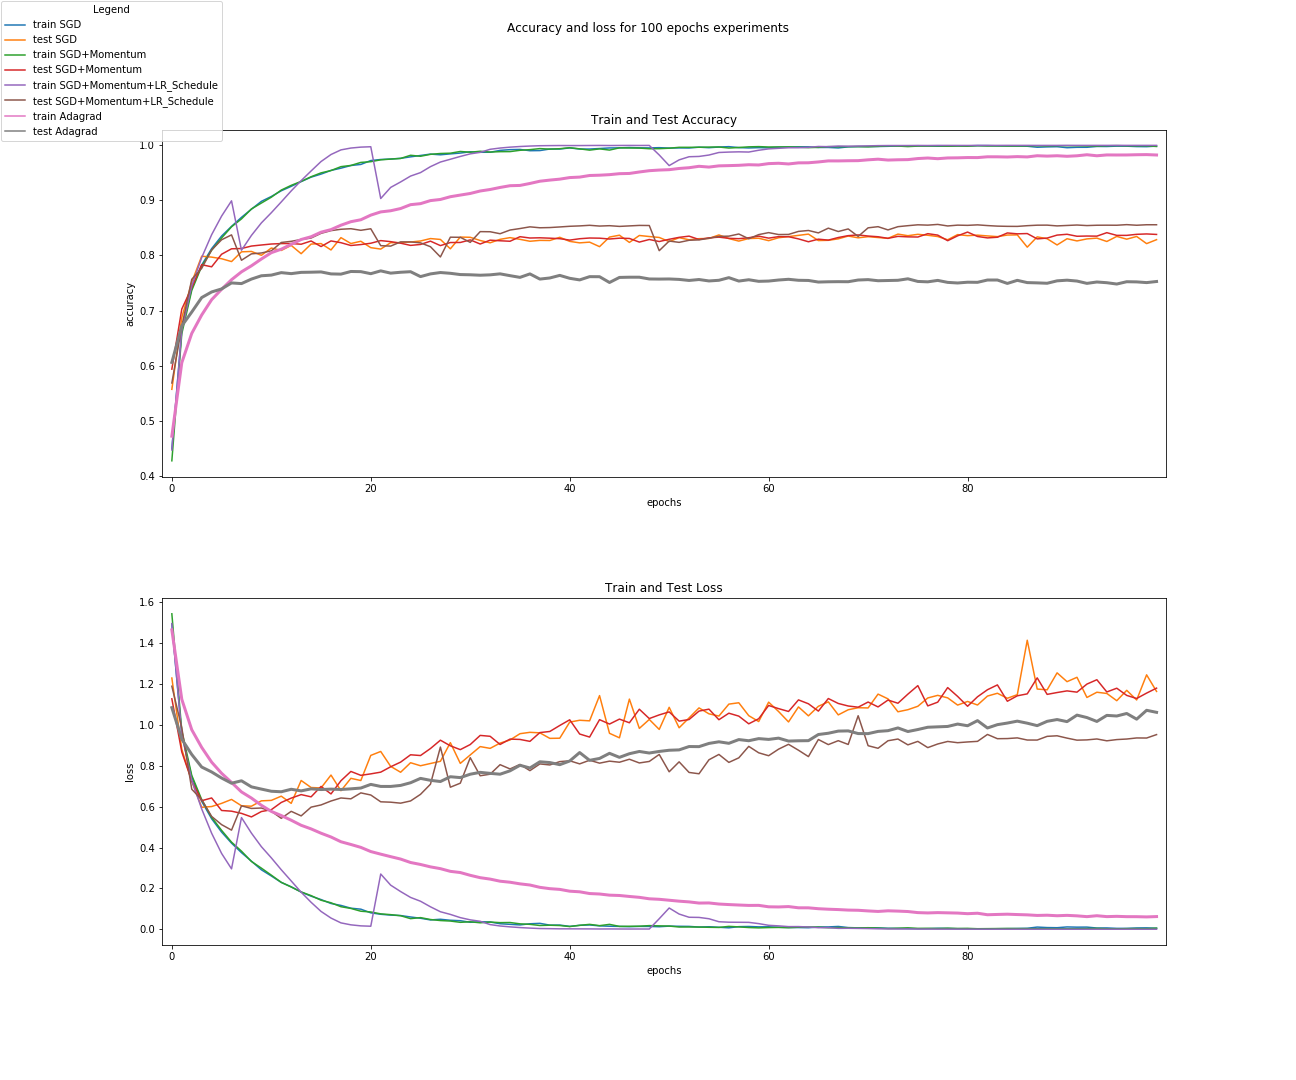 Legend
train SGD
test SGD
train SGD+Momentum
test SGD+Momentum
train SGD+Momentum+LR_Schedule
test SGD+Momentum+LR_Schedule
train Adagrad
test Adagrad
Accuracy and loss for 100 epochs experiments
Train and Test Accuracy
1.0
0.9
0.8
0.7
0.6
0.5
0.4
accuracy
0 20 40 60 80
epochs
Train and Test Loss
1.6
1.4
1.2
1.0
0.8
0.6
0.4
0.2
0.0
loss
0 20 40 60 80
epochs